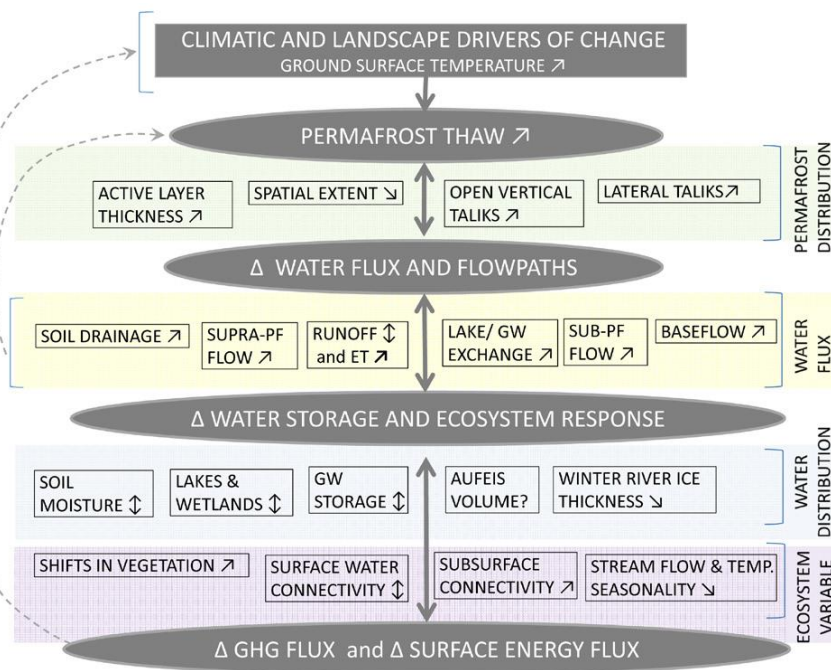 CLIMATIC AND LANDSCAPE DRIVERS OF CHANGE
GROUND SURFACE TEMPERATURE ↗
PERMAFROST THAW ↗
ACTIVE LAYER
THICKNESS ↗
SPATIAL EXTENT ↘
OPEN VERTICAL
TALIKS ↗
LATERAL TALIKS↗
PERMAFROST
DISTRIBUTION
Δ WATER FLUX AND FLOWPATHS
SOIL DRAINAGE ↗
SUPRA-PF
FLOW ↗
RUNOFF ↕
and ET ↗
LAKE/ GW
EXCHANGE ↗
SUB-PF
FLOW ↗
BASEFLOW ↗
WATER
FLUX
Δ WATER STORAGE AND ECOSYSTEM RESPONSE
SOIL
MOISTURE ↕
LAKES &
WETLANDS ↕
GW
STORAGE ↕
AUFEIS
VOLUME?
WINTER RIVER ICE
THICKNESS ↘
WATER
DISTRIBUTION
SHIFTS IN VEGETATION ↗
SURFACE WATER
CONNECTIVITY ↕
SUBSURFACE
CONNECTIVITY ↗
STREAM FLOW & TEMP.
SEASONALITY ↘
ECOSYSTEM
VARIABLE
Δ GHG FLUX and Δ SURFACE ENERGY FLUX